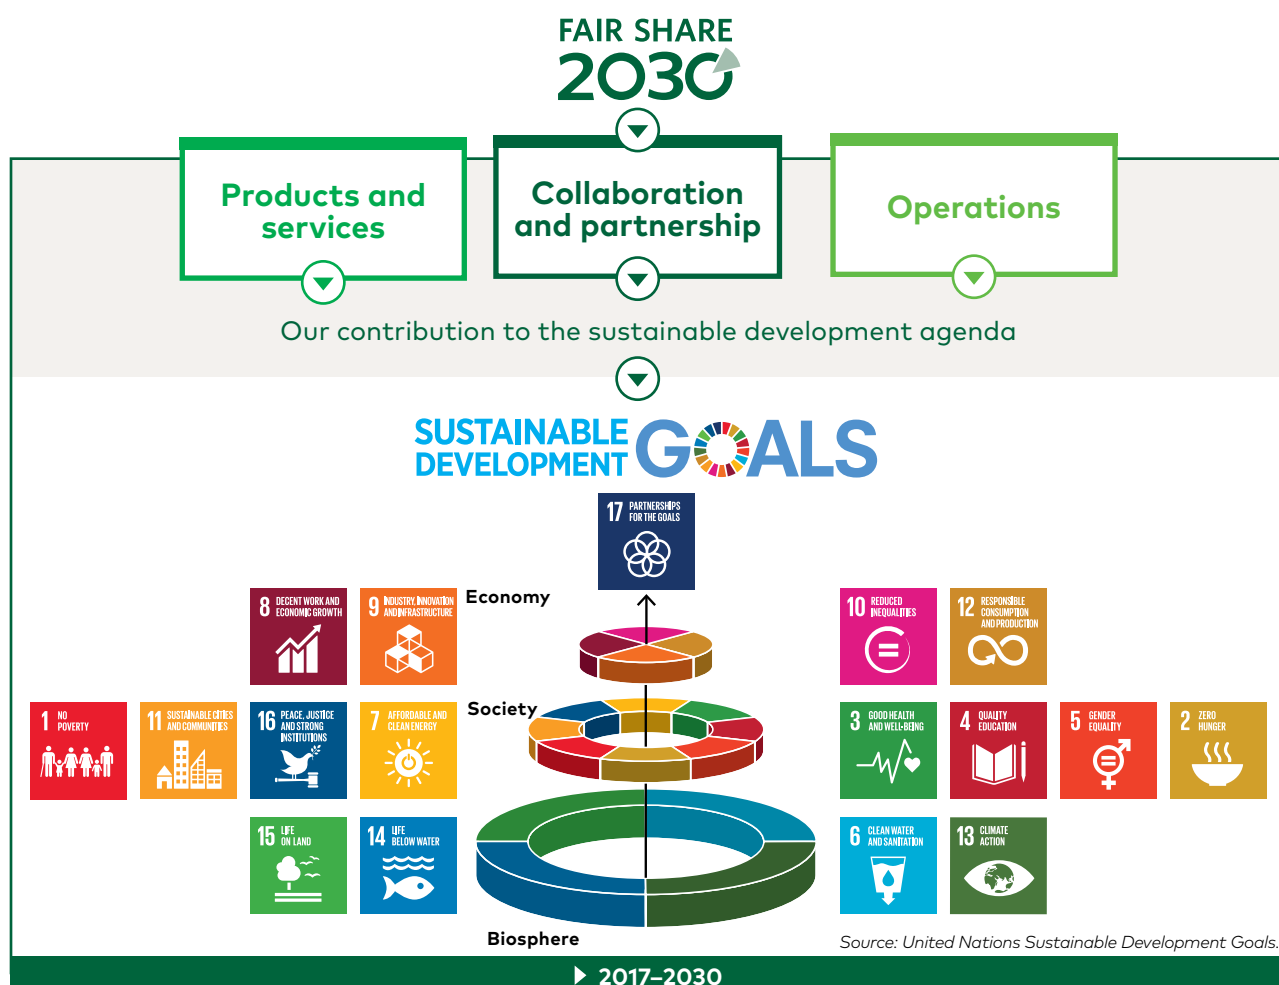 FAIR SHARE
2030
Products and
services
Collaboration
and partnership
Operations
Our contribution to the sustainable development agenda
SUSTAINABLE
DEVELOPMENT
GOALS
17 PARTNERSHIPS
FOR THE GOALS
8 DECENT WORK AND
ECONOMIC GROWTH
9 INDUSTRY, INNOVATION
AND INFRASTRUCTURE
Economy
10 REDUCED
INEQUALITIES
12 RESPONSIBLE
CONSUMPTION
AND PRODUCTION
1 NO
POVERTY
11 SUSTAINABLE CITIES
AND COMMUNITIES
16 PEACE, JUSTICE
AND STRONG
INSTITUTIONS
7 AFFORDABLE AND
CLEAN ENERGY
Society
3 GOOD HEALTH
AND WELL-BEING
4 QUALITY
EDUCATION
5 GENDER
EQUALITY
2 ZERO
HUNGER
15 LIFE
ON LAND
14 LIFE
BELOW WATER
6 CLEAN WATER
AND SANITATION
13 CLIMATE
ACTION
Biosphere
Source: United Nations Sustainable Development Goals.
2017–2030